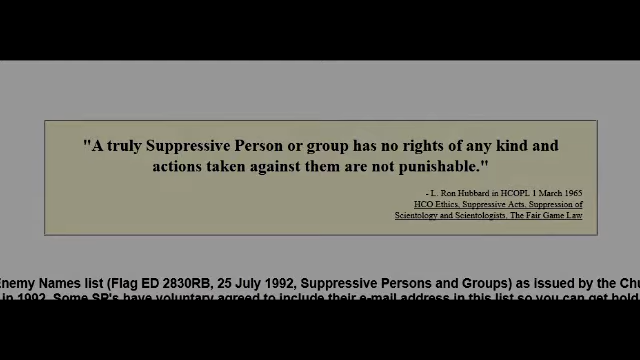 "A truly Suppressive Person or group has no rights of any kind and
actions taken against them are not punishable."
- L. Ron Hubbard in HCOPL 1 March 1965
HCO Ethics, Suppressive Acts, Suppression of
Scientology and Scientologists, The Fair Game Law
Enemy Names list (Flag ED 2830RB, 25 July 1992, Suppressive Persons and Groups) as issued by the
in 1992. Some SP's have voluntary agreed to include their e-mail address in this list so you can get